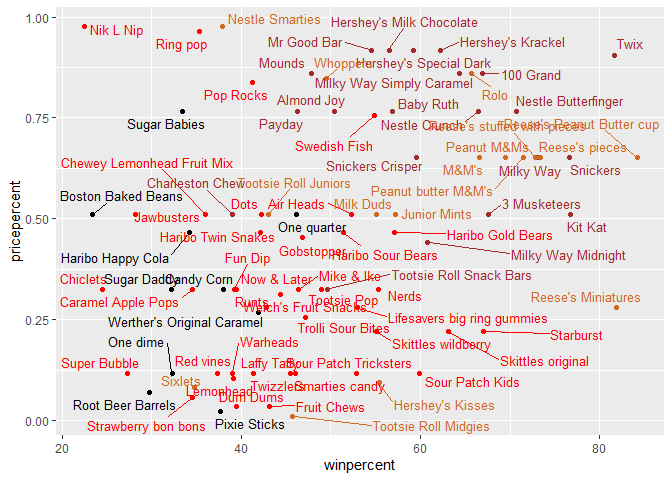 1.00
0.75
0.50
0.25
0.00
pricepercent
Nik L Nip
Nestle Smarties
Hershey's Milk Chocolate
Ring pop
Mr Good Bar
Hershey's Krackel
Twix
Mounds
Whoppers
Hershey's Special Dark
100 Grand
Pop Rocks
Milky Way Simply Caramel
Rolo
Almond Joy
Baby Ruth
Nestle Butterfinger
Sugar Babies
Payday
Nestle Crunch
Reese's stuffed with pieces
Reese's Peanut Butter cup
Swedish Fish
Peanut M&M's
Reese's pieces
Chewey Lemonhead Fruit Mix
Snickers Crisper
M&M's
Milky Way
Snickers
Charleston Chew
Tootsie Roll Juniors
Peanut butter M&M's
Boston Baked Beans
Dots
Air Heads
Milk Duds
3 Musketeers
Jawbusters
Junior Mints
One quarter
Kit Kat
Haribo Twin Snakes
Haribo Gold Bears
Haribo Happy Cola
Fun Dip
Gobstopper
Haribo Sour Bears
Milky Way Midnight
Chiclets
Sugar Daddy
Candy Corn
Now & Later
Mike & Ike
Tootsie Roll Snack Bars
Caramel Apple Pops
Runts
Welch's Fruit Snacks
Tootsie Pop
Nerds
Reese's Miniatures
Werther's Original Caramel
Trolli Sour Bites
Lifesavers big ring gummies
One dime
Warheads
Skittles wildberry
Starburst
Super Bubble
Red vines
Laffy Taffy
Sour Patch Tricksters
Skittles original
Sixlets
Lemonhead
Twizzlers
Smarties candy
Sour Patch Kids
Root Beer Barrels
Dum Dums
Fruit Chews
Hershey's Kisses
Strawberry bon bons
Pixie Sticks
Tootsie Roll Midgies
20
40
60
80
winpercent